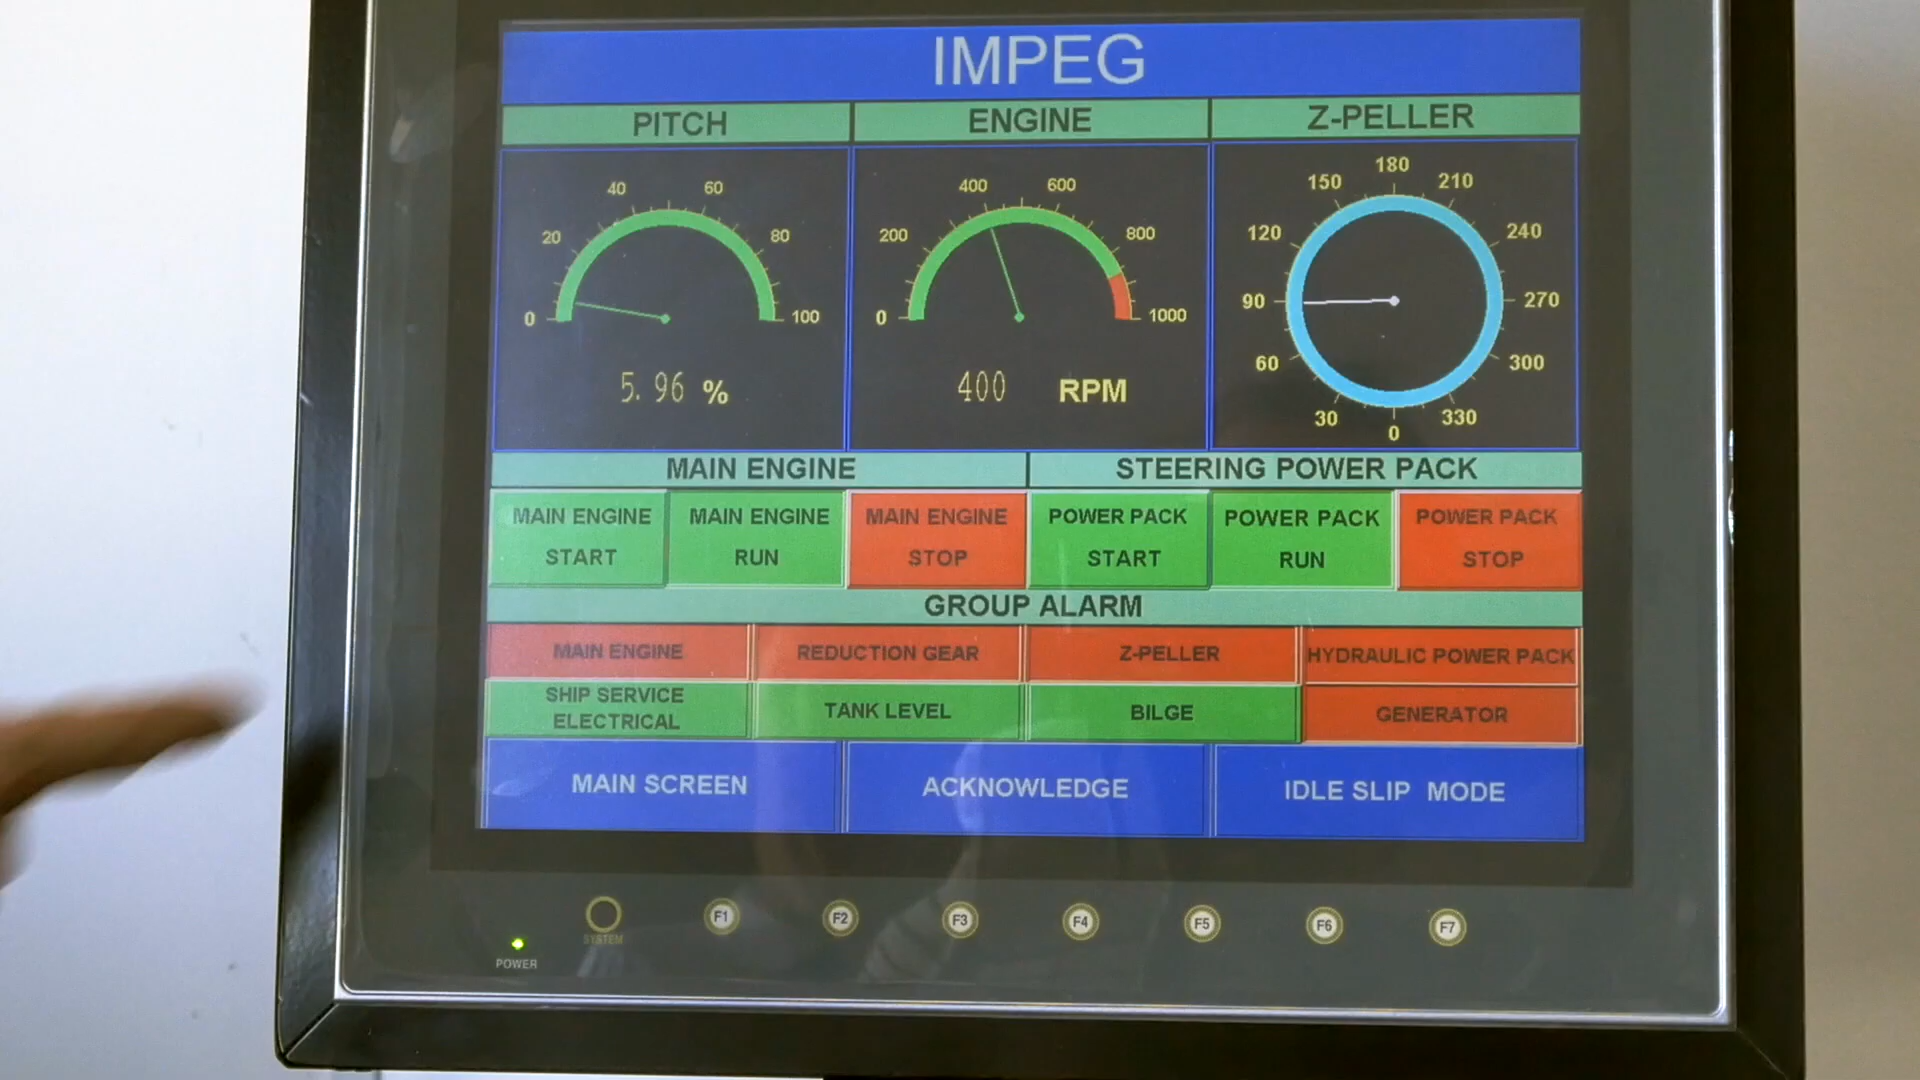 IMPEG
PITCH
ENGINE
Z-PELLER
0
20
40
60
80
100
5.96 %
0
200
400
600
800
1000
400 RPM
0
30
60
90
120
150
180
210
240
270
300
330
MAIN ENGINE
STEERING POWER PACK
MAIN ENGINE
START
MAIN ENGINE
RUN
MAIN ENGINE
STOP
POWER PACK
START
POWER PACK
RUN
POWER PACK
STOP
GROUP ALARM
MAIN ENGINE
REDUCTION GEAR
Z-PELLER
HYDRAULIC POWER PACK
SHIP SERVICE
ELECTRICAL
TANK LEVEL
BILGE
GENERATOR
MAIN SCREEN
ACKNOWLEDGE
IDLE SLIP MODE
POWER
SYSTEM
F1
F2
F3
F4
F5
F6
F7